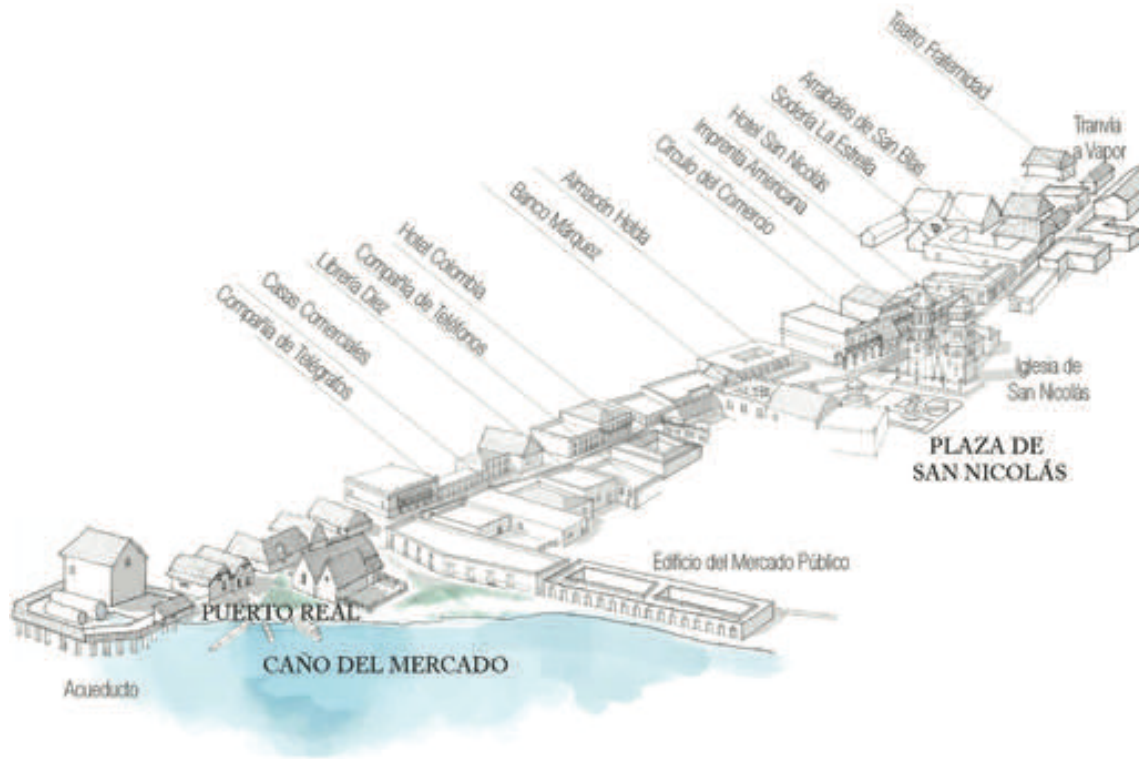 Teatro Fraternidad
Arrabales de San Blas
Sodería La Estrella
Hotel San Nicolás
Imprenta Americana
Círculo del Comercio
Almacén Helda
Banco Márquez
Hotel Colombia
Compañía de Teléfonos
Librería Díez
Casas Comerciales
Compañía de Telégrafos
Tranvía
a Vapor
Iglesia de
San Nicolás
PLAZA DE
SAN NICOLÁS
Edificio del Mercado Público
PUERTO REAL
CAÑO DEL MERCADO
Acueducto